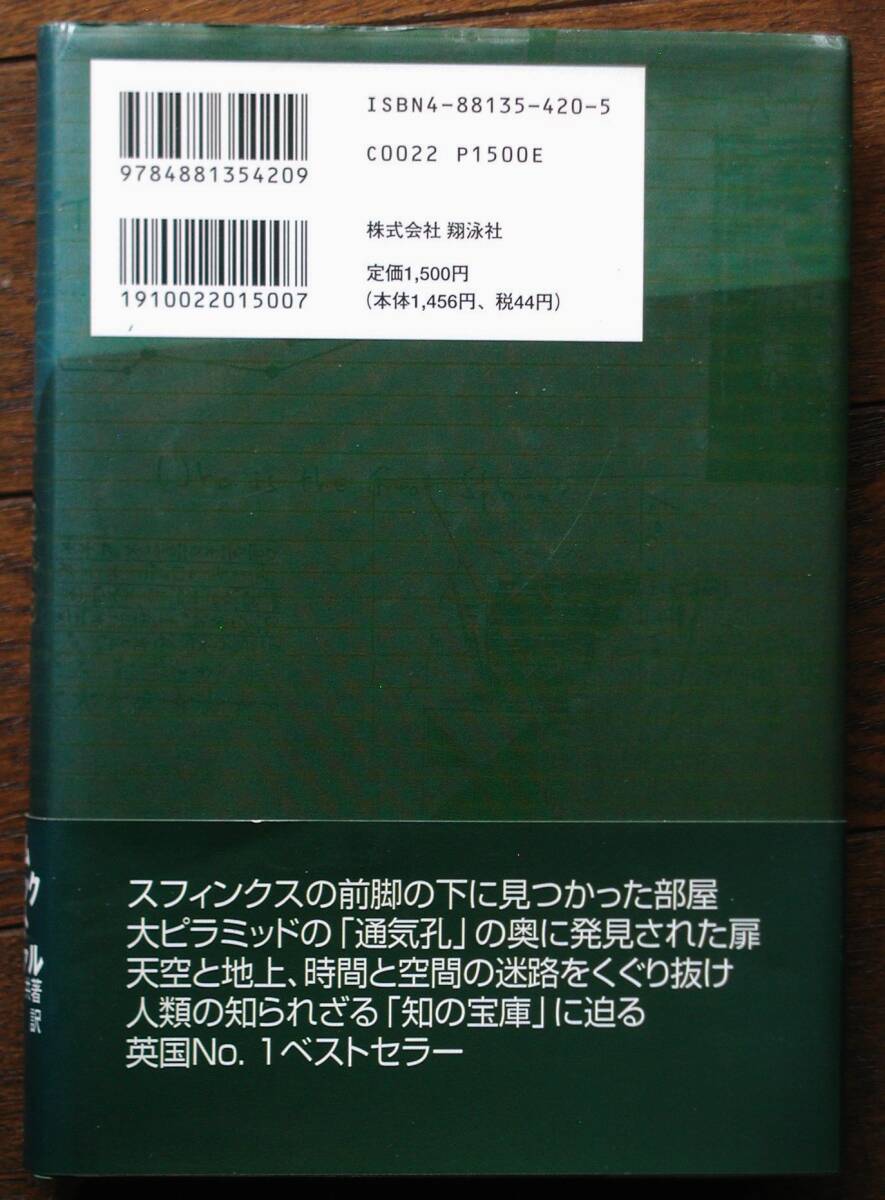 ISBN4-88135-420-5
C0022 P1500E
9784881354209
株式会社 翔泳社
定価1,500円
(本体1,456円、税44円)
1910022015007
スフィンクスの前脚の下に見つかった部屋
大ピラミッドの「通気孔」の奥に発見された扉
天空と地上、時間と空間の迷路をくぐり抜け
人類の知られざる「知の宝庫」に迫る
英国No. 1ベストセラー